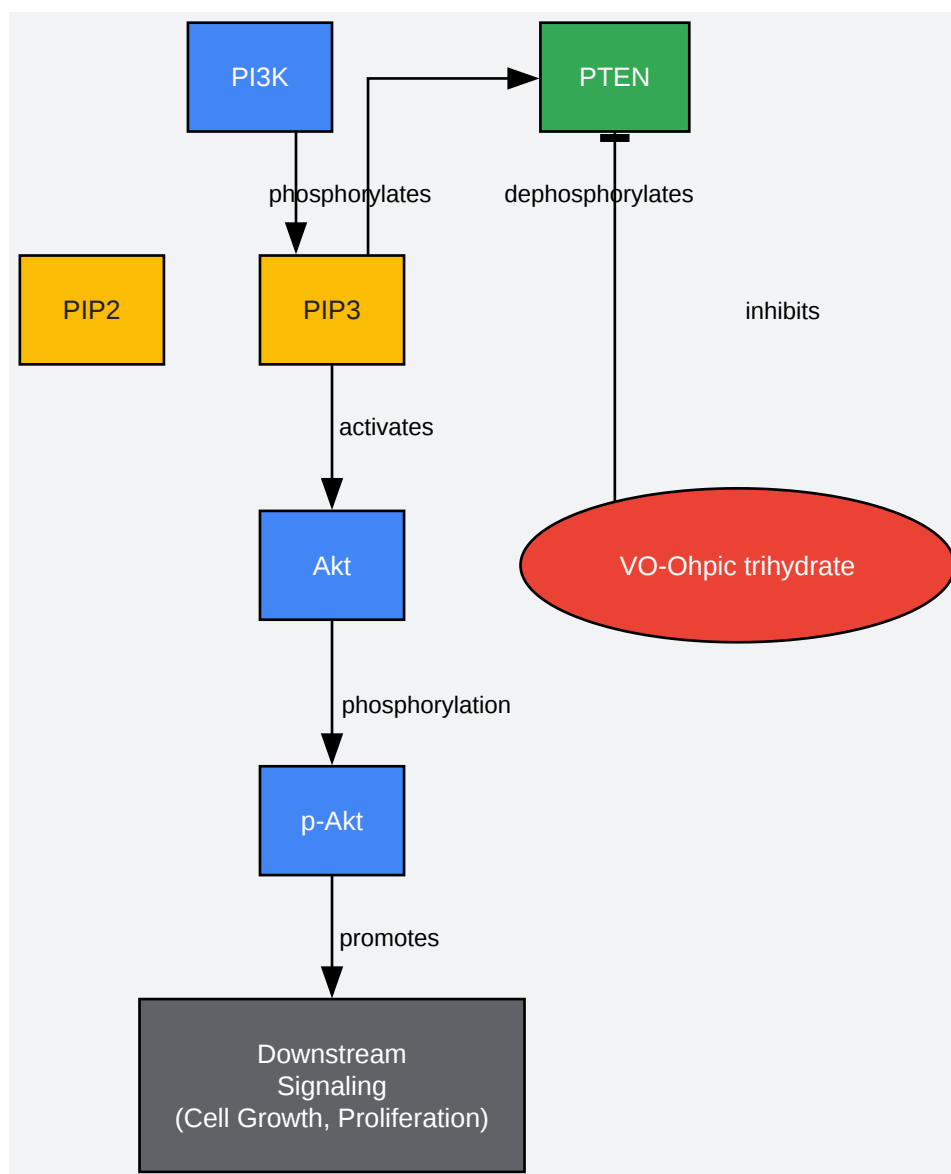 PI3K
PTEN
phosphorylates
dephosphorylates
PIP2
PIP3
inhibits
activates
Akt
VO-Ohpic trihydrate
phosphorylation
p-Akt
promotes
Downstream
Signaling
(Cell Growth, Proliferation)